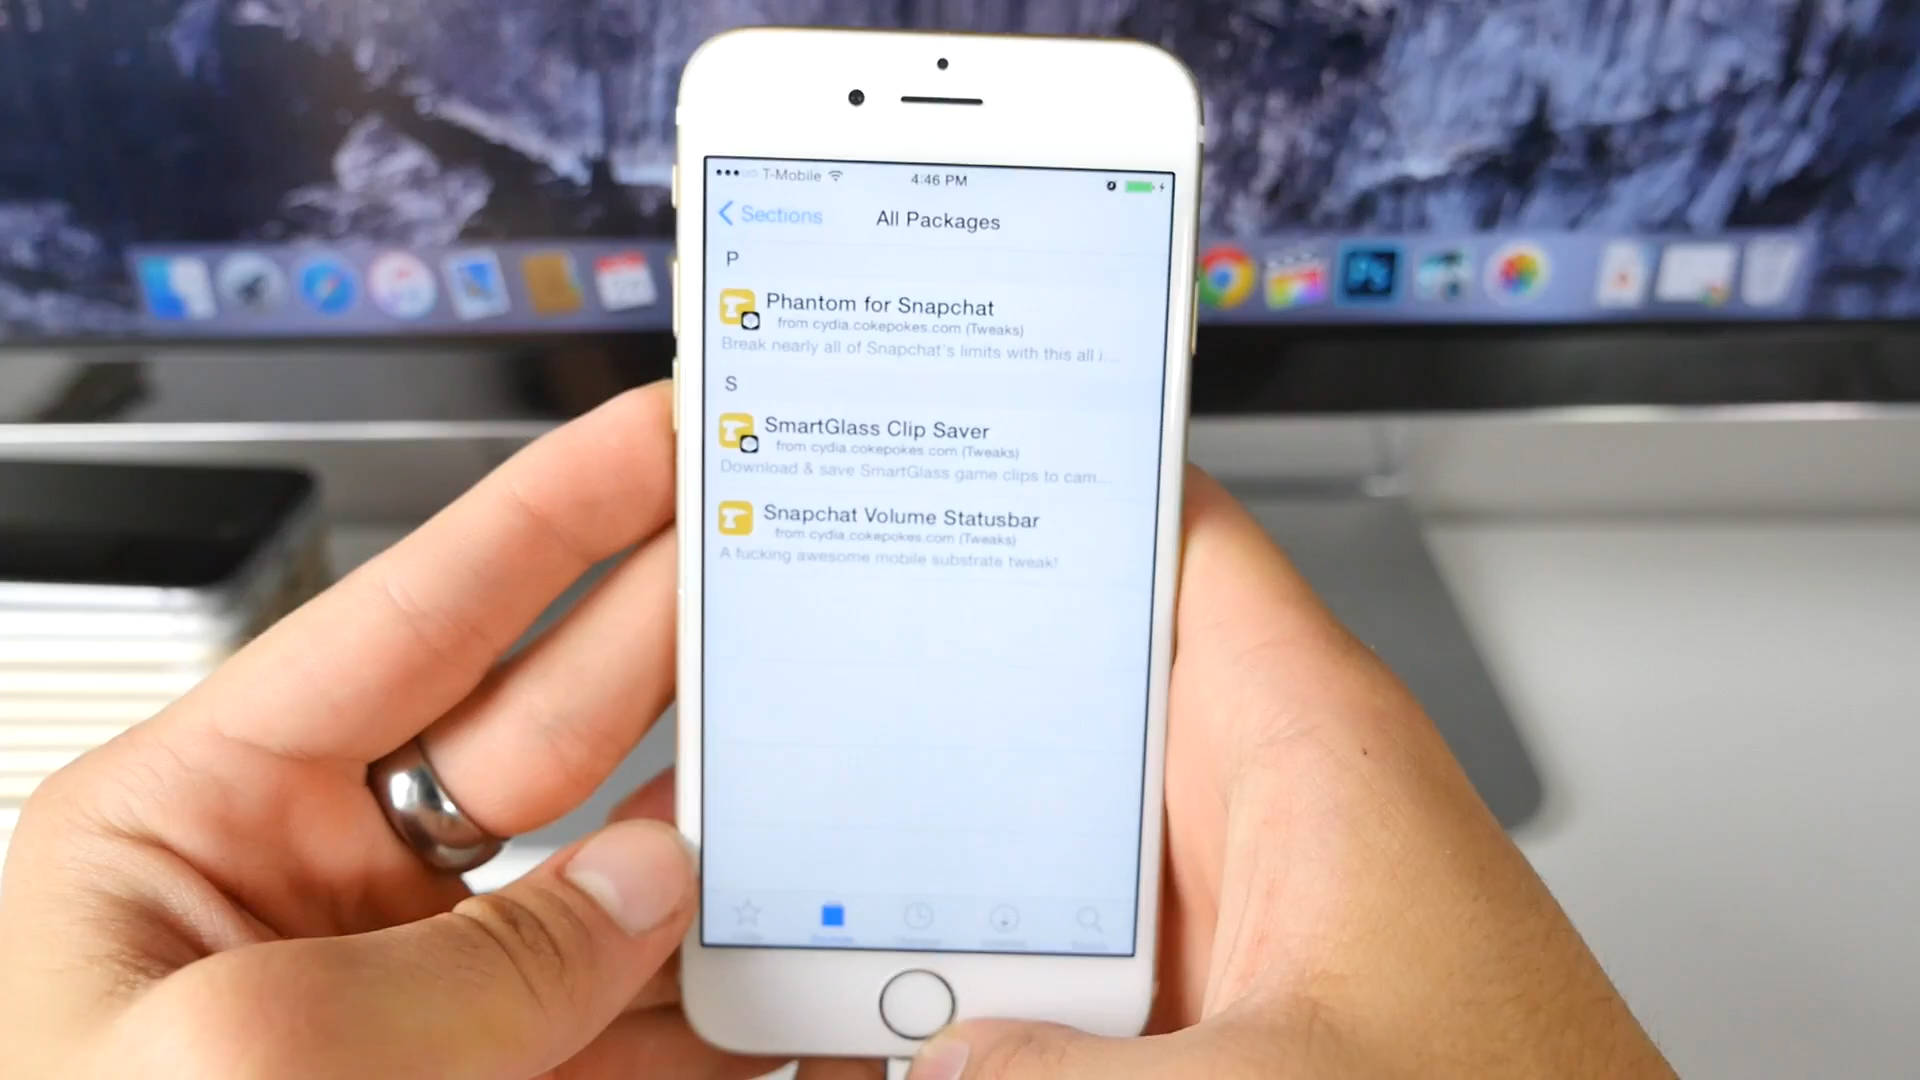 T-Mobile
4:46 PM
Sections
All Packages
P
Phantom for Snapchat
from cydia.cokepokes.com (Tweaks)
Break nearly all of Snapchat's limits with this all i...
S
SmartGlass Clip Saver
from cydia.cokepokes.com (Tweaks)
Download & save SmartGlass game clips to cam...
Snapchat Volume Statusbar
from cydia.cokepokes.com (Tweaks)
A fucking awesome mobile substrate tweak!
Ps